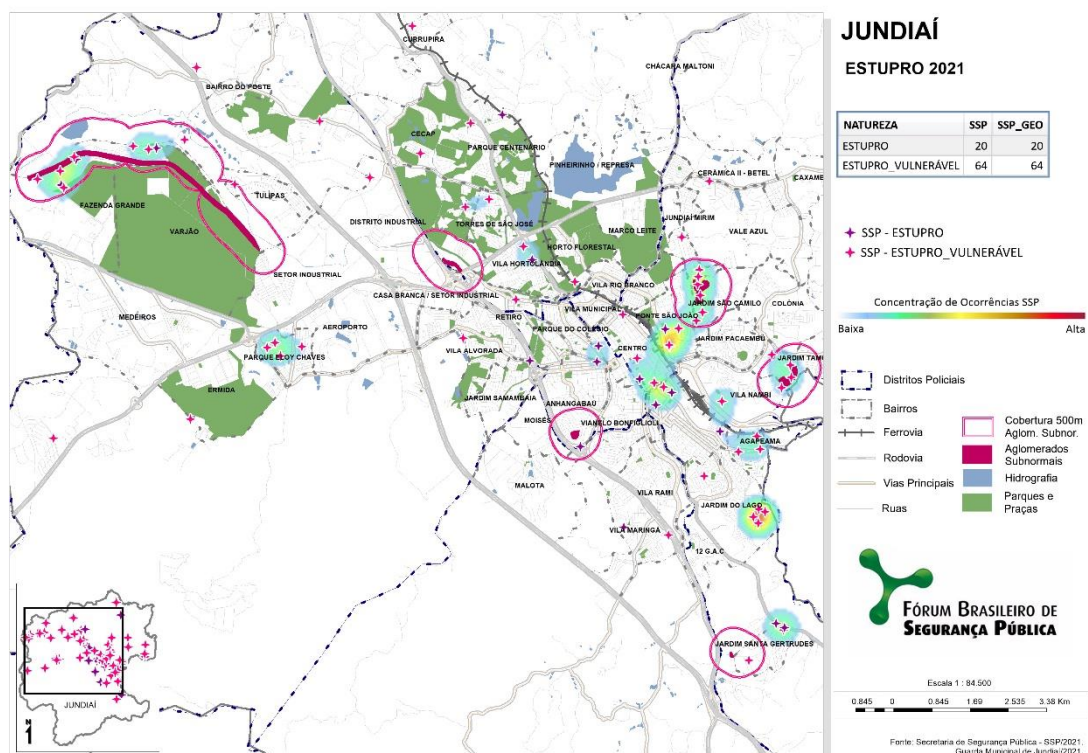 JUNDIAÍ
ESTUPRO 2021
NATUREZA SSP SSP_GEO
ESTUPRO 20 20
ESTUPRO_VULNERÁVEL 64 64
SSP - ESTUPRO
SSP - ESTUPRO_VULNERÁVEL
Concentração de Ocorrências SSP
Baixa Alta
Distritos Policiais
Bairros
Ferrovia
Rodovia
Vias Principais
Ruas
Cobertura 500m
Aglom. Subnor.
Aglomerados
Subnormais
Hidrografia
Parques e
Praças
FÓRUM BRASILEIRO DE
SEGURANÇA PÚBLICA
Escala 1 : 84.500
0.845 0 0.845 1.69 2.535 3.38 Km
Fonte: Secretaria de Segurança Pública - SSP/2021.
Guarda Municipal de Jundiaí/2021.
CURRUPIRA
CHÁCARA MALTONI
BAIRRO DO POSTE
CECAP
PARQUE CENTENÁRIO
PINHEIRINHO / REPRESA
CERÂMICA II - BETEL
CAXAME
TULIPAS
FAZENDA GRANDE
VARJÃO
DISTRITO INDUSTRIAL
TORRES DE SÃO JOSÉ
JUNDIAÍ MIRIM
MARCO LEITE
VALE AZUL
HORTO FLORESTAL
VILA HORTOLÂNDIA
SETOR INDUSTRIAL
VILA RIO BRANCO
CASA BRANCA / SETOR INDUSTRIAL
JARDIM SÃO CAMILO
COLÔNIA
MEDEIROS
RETIRO
VILA MUNICIPAL
PONTE SÃO JOÃO
AEROPORTO
PARQUE DO COLÉGIO
VILA ALVORADA
CENTRO
JARDIM PACAEMBU
PARQUE ELOY CHAVES
JARDIM TAM
ERMIDA
JARDIM SAMAMBAIA
ANHANGABAÚ
VILA NAMBI
MOISÉS
VIANELO BONFIGLIOLI
AGAPEAMA
MALOTA
VILA RAMI
JARDIM DO LAGO
VILA MARINGÁ
12 G.A.C
JARDIM SANTA GERTRUDES
JUNDIAÍ
N